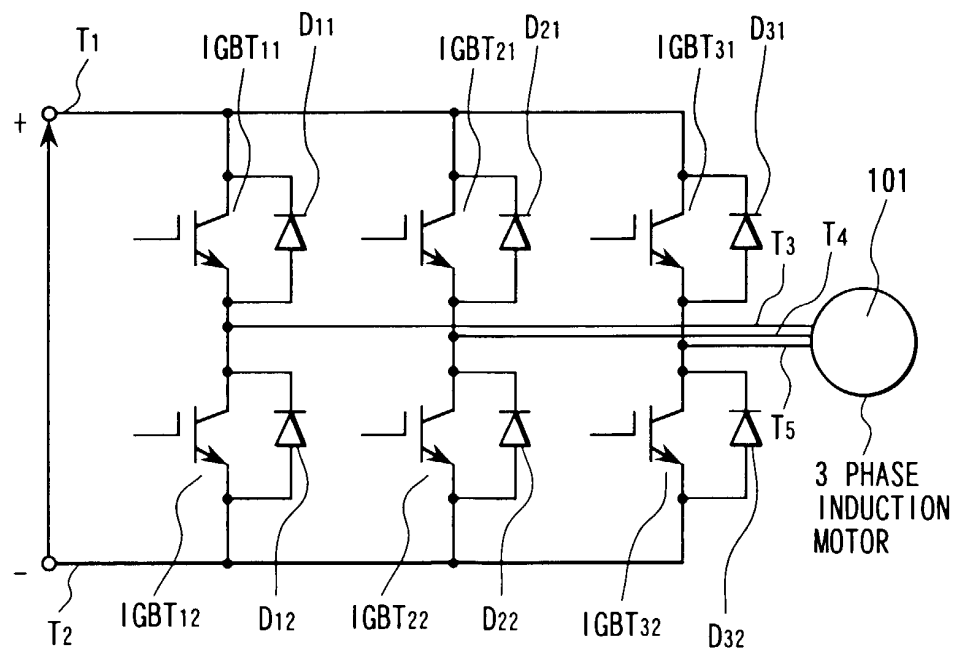 T1
IGBT11
D11
IGBT21
D21
IGBT31
D31
+
101
T3
T4
T5
3 PHASE
INDUCTION
MOTOR
-
T2
IGBT12
D12
IGBT22
D22
IGBT32
D32